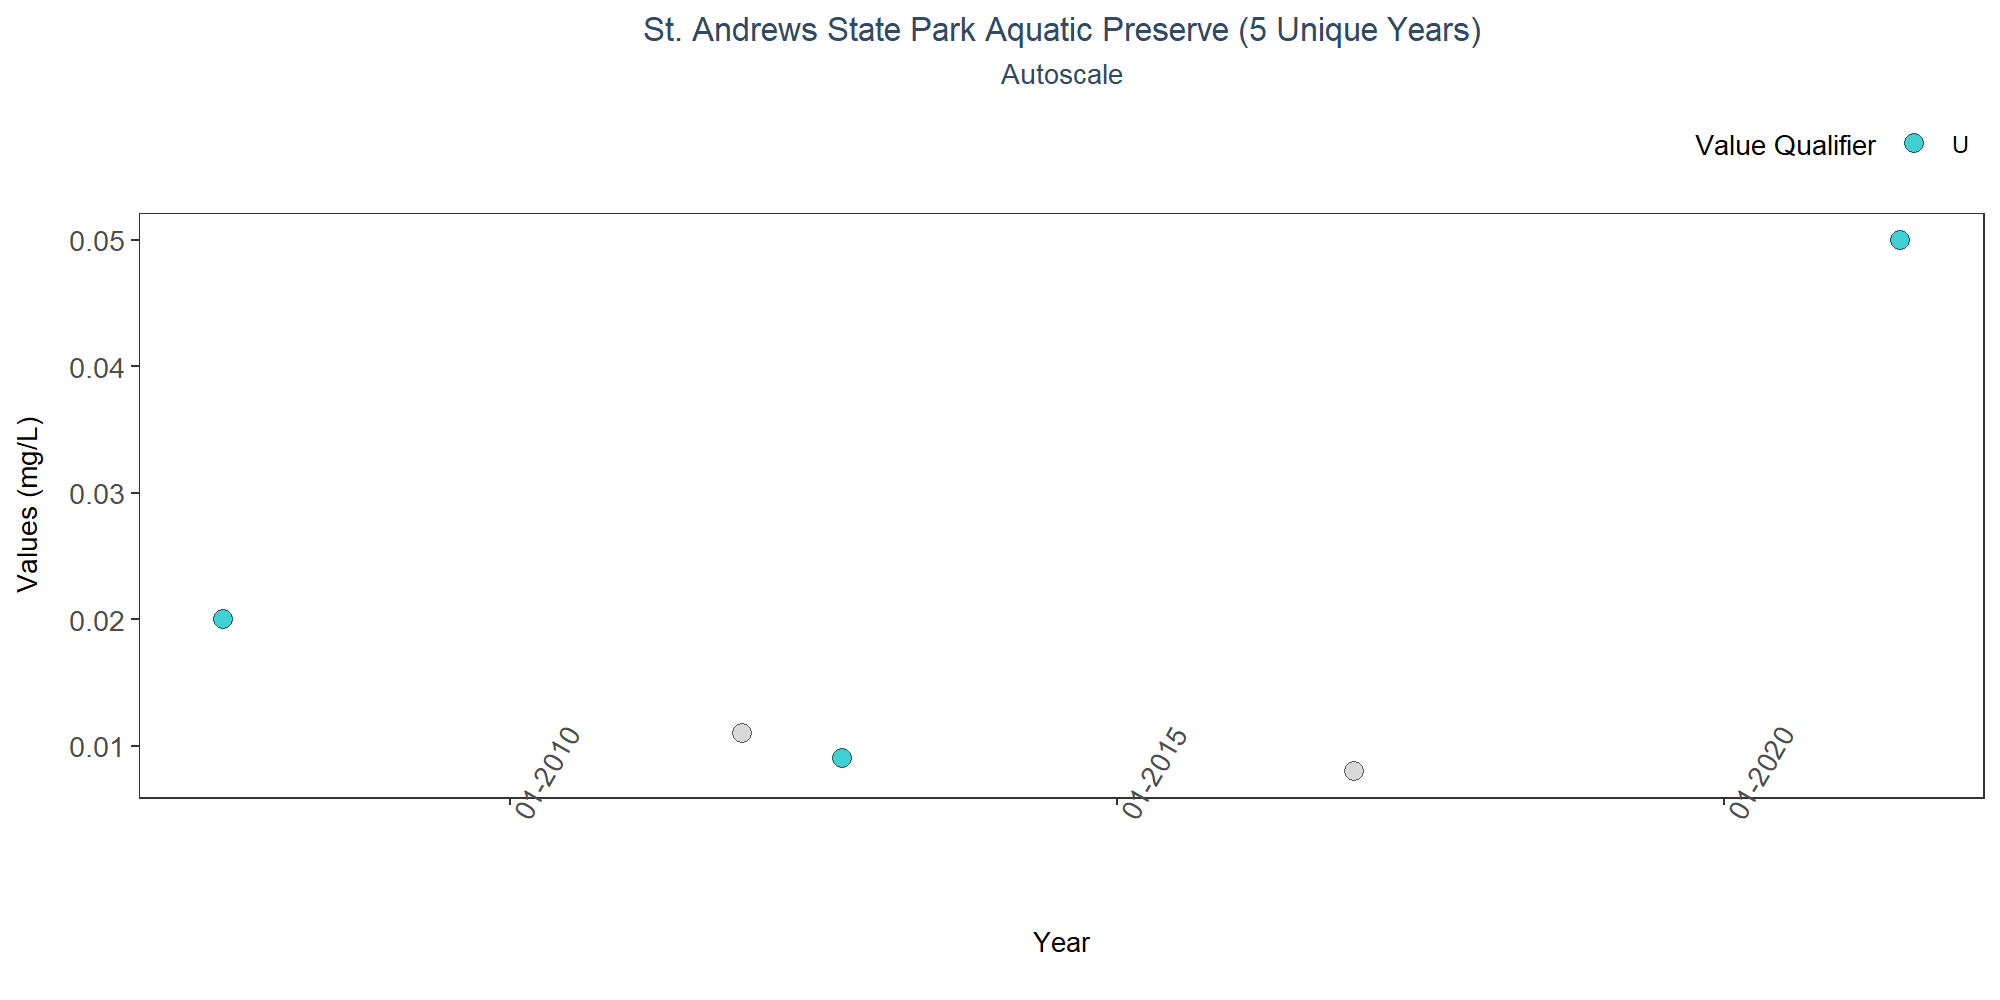 St. Andrews State Park Aquatic Preserve (5 Unique Years)
Autoscale
Value Qualifier U
0.05
0.04
0.03
0.02
0.01
Values (mg/L)
01-2010
01-2015
01-2020
Year